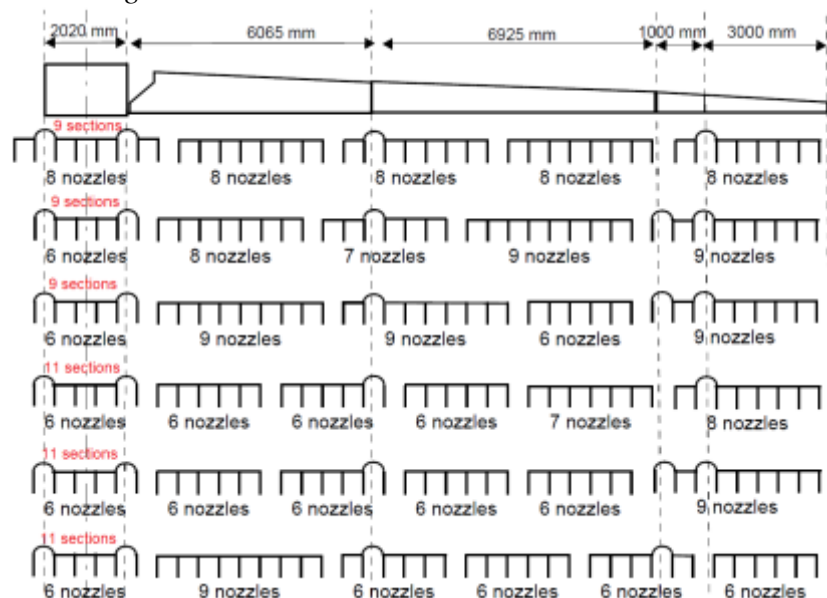 2020 mm 6065 mm 6925 mm 1000 mm 3000 mm
9 sections
8 nozzles 8 nozzles 8 nozzles 8 nozzles 8 nozzles
9 sections
6 nozzles 8 nozzles 7 nozzles 9 nozzles 9 nozzles
9 sections
6 nozzles 9 nozzles 9 nozzles 6 nozzles 9 nozzles
11 sections
6 nozzles 6 nozzles 6 nozzles 6 nozzles 7 nozzles 8 nozzles
11 sections
6 nozzles 6 nozzles 6 nozzles 6 nozzles 6 nozzles 9 nozzles
11 sections
6 nozzles 9 nozzles 6 nozzles 6 nozzles 6 nozzles 6 nozzles